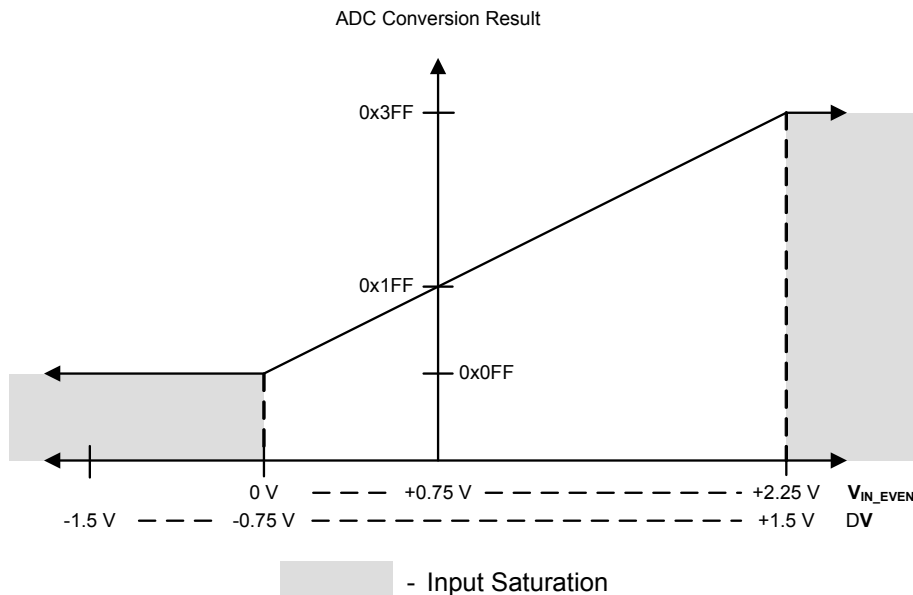 ADC Conversion Result
0x3FF
0x1FF
0x0FF
0 V +0.75 V +2.25 V VIN_EVEN
-1.5 V -0.75 V +1.5 V DV
- Input Saturation